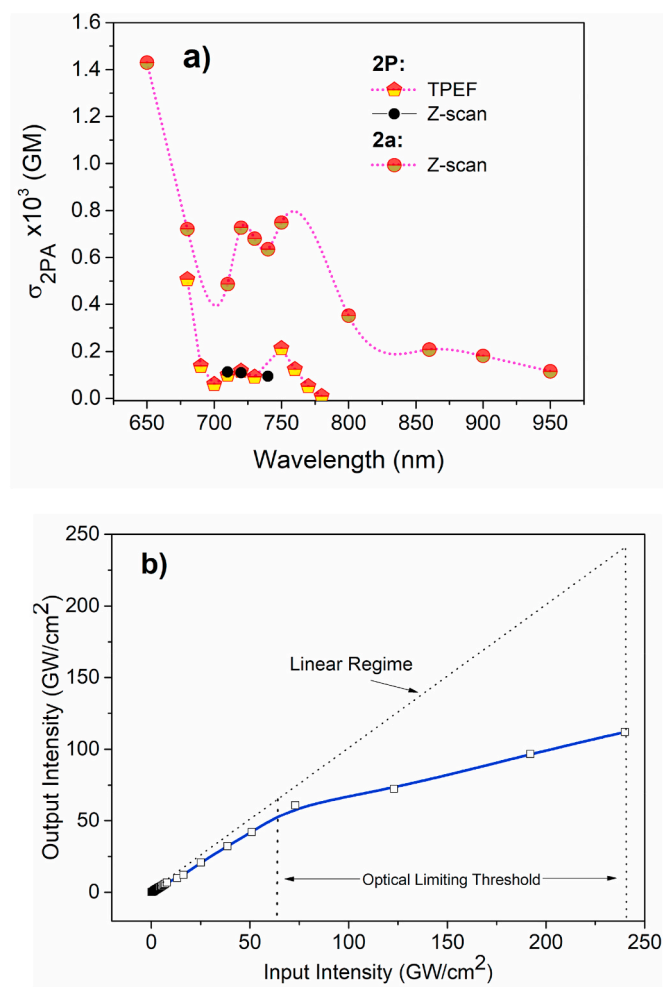 a)
2P:
TPEF
Z-scan
2a:
Z-scan
σ2PA x10³ (GM)
1.6
1.4
1.2
1.0
0.8
0.6
0.4
0.2
0.0
650 700 750 800 850 900 950
Wavelength (nm)
b)
Linear Regime
Optical Limiting Threshold
Output Intensity (GW/cm²)
250
200
150
100
50
0
0 50 100 150 200 250
Input Intensity (GW/cm²)